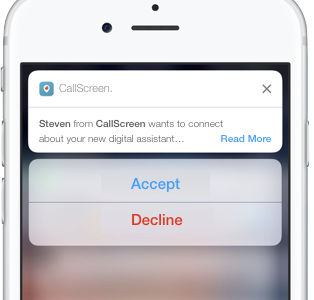 CallScreen.
Steven from CallScreen wants to connect
about your new digital assistant... Read More
Accept
Decline